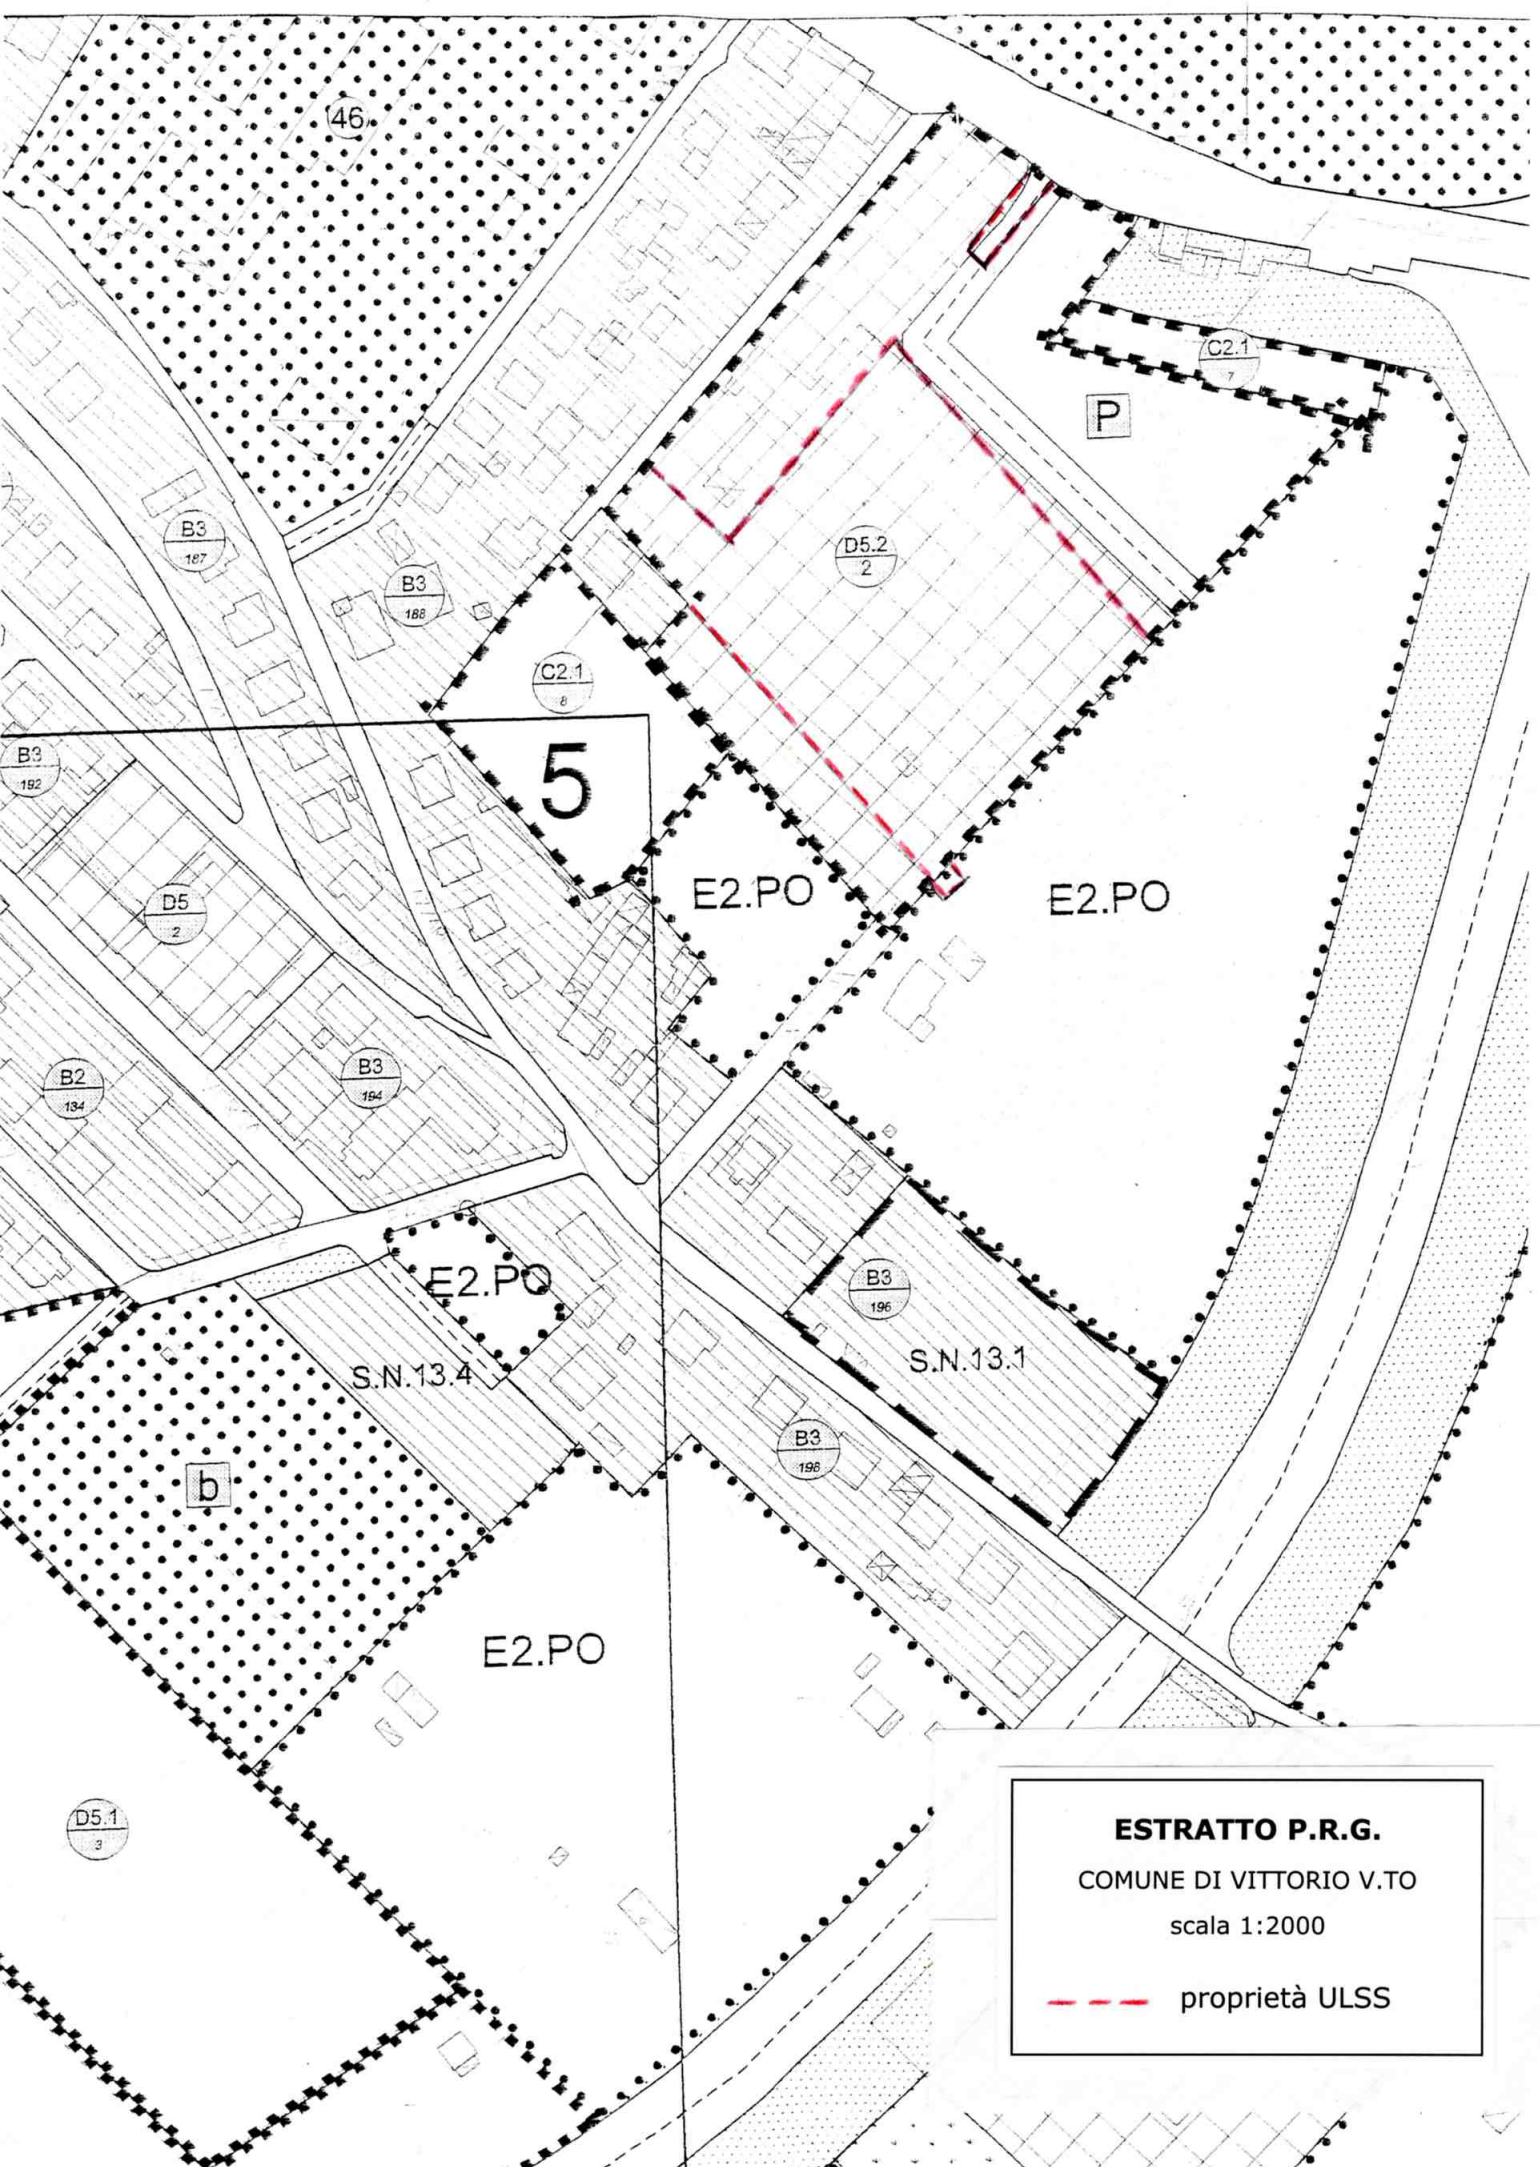 46
C2.1
7
P
B3
187
D5.2
2
B3
188
C2.1
8
B3
192
5
E2.PO
E2.PO
D5
2
B2
134
B3
194
E2.PO
B3
196
S.N.13.1
S.N.13.4
B3
198
b
E2.PO
D5.1
3
ESTRATTO P.R.G.
COMUNE DI VITTORIO V.TO
scala 1:2000
proprietà ULSS